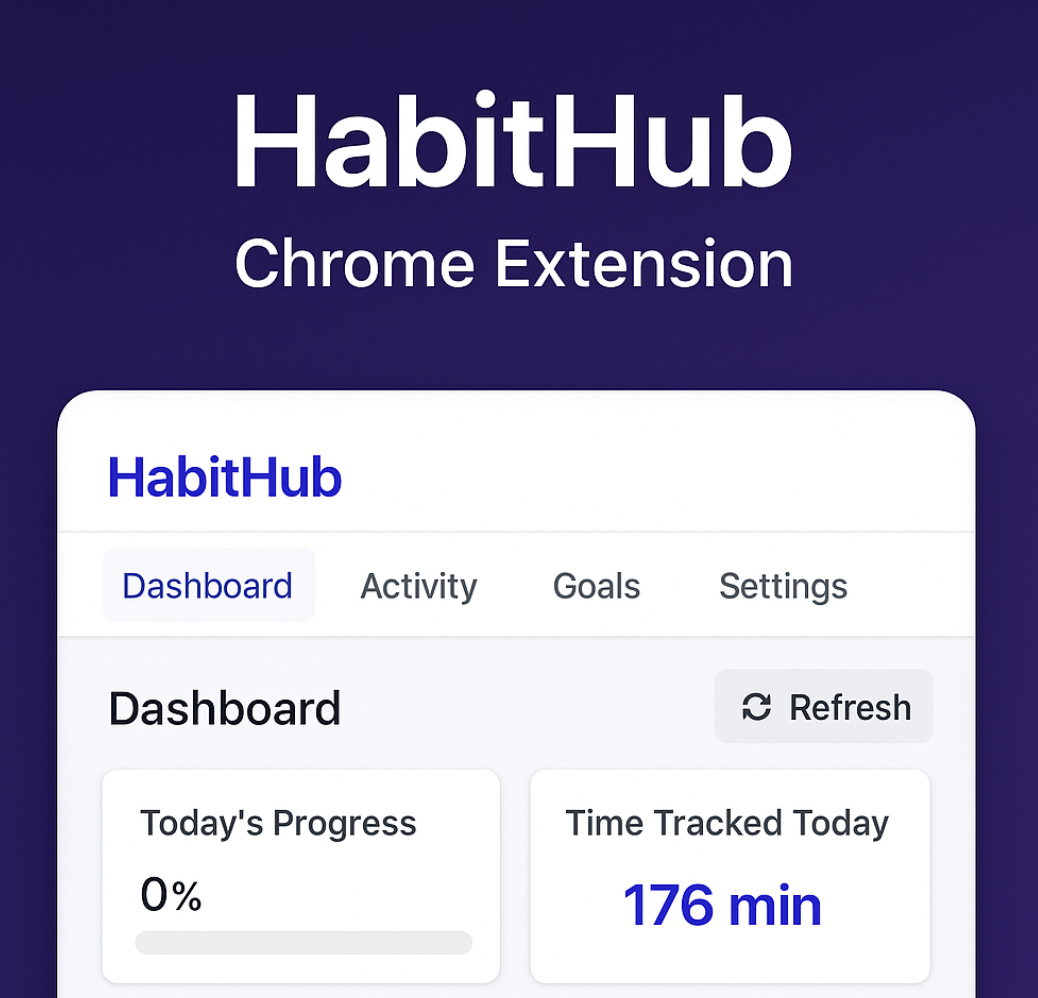 HabitHub
Chrome Extension
HabitHub
Dashboard Activity Goals Settings
Dashboard Refresh
Today's Progress
0%
Time Tracked Today
176 min